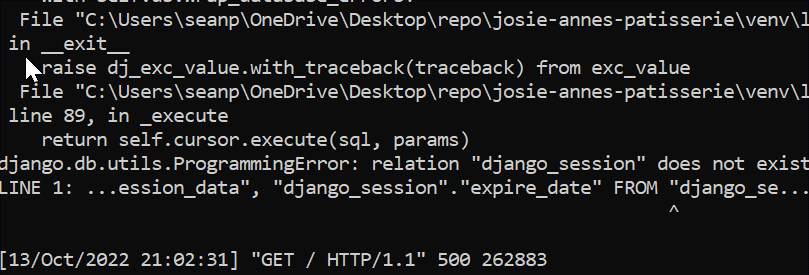 File "C:\Users\seanp\OneDrive\Desktop\repo\josie-annes-patisserie\venv\l
in __exit__
raise dj_exc_value.with_traceback(traceback) from exc_value
File "C:\Users\seanp\OneDrive\Desktop\repo\josie-annes-patisserie\venv\l
line 89, in _execute
return self.cursor.execute(sql, params)
django.db.utils.ProgrammingError: relation "django_session" does not exist
LINE 1: ...ession_data", "django_session"."expire_date" FROM "django_se...
^
[13/Oct/2022 21:02:31] "GET / HTTP/1.1" 500 262883